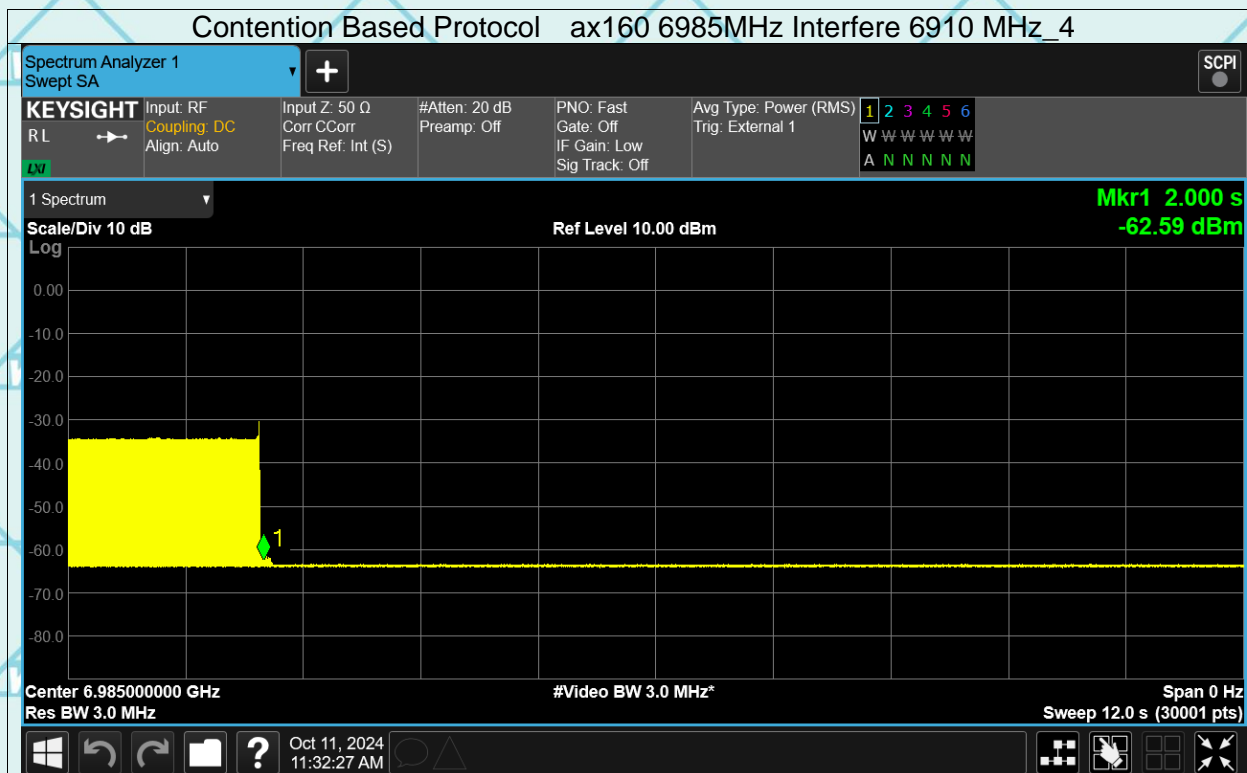 Contention Based Protocol ax160 6985MHz Interfere 6910 MHz_4
Spectrum Analyzer 1
Swept SA
▼
+
SCPI
KEYSIGHT
RL
LXI
Input: RF
Coupling: DC
Align: Auto
Input Z: 50 Ω
Corr CCorr
Freq Ref: Int (S)
#Atten: 20 dB
Preamp: Off
PNO: Fast
Gate: Off
IF Gain: Low
Sig Track: Off
Avg Type: Power (RMS)
Trig: External 1
1 2 3 4 5 6
W W W W W W
A N N N N N
1 Spectrum ▼
Mkr1 2.000 s
-62.59 dBm
Scale/Div 10 dB
Ref Level 10.00 dBm
Log
0.00
-10.0
-20.0
-30.0
-40.0
-50.0
-60.0
-70.0
-80.0
1
Center 6.985000000 GHz
#Video BW 3.0 MHz*
Span 0 Hz
Res BW 3.0 MHz
Sweep 12.0 s (30001 pts)
?
Oct 11, 2024
11:32:27 AM